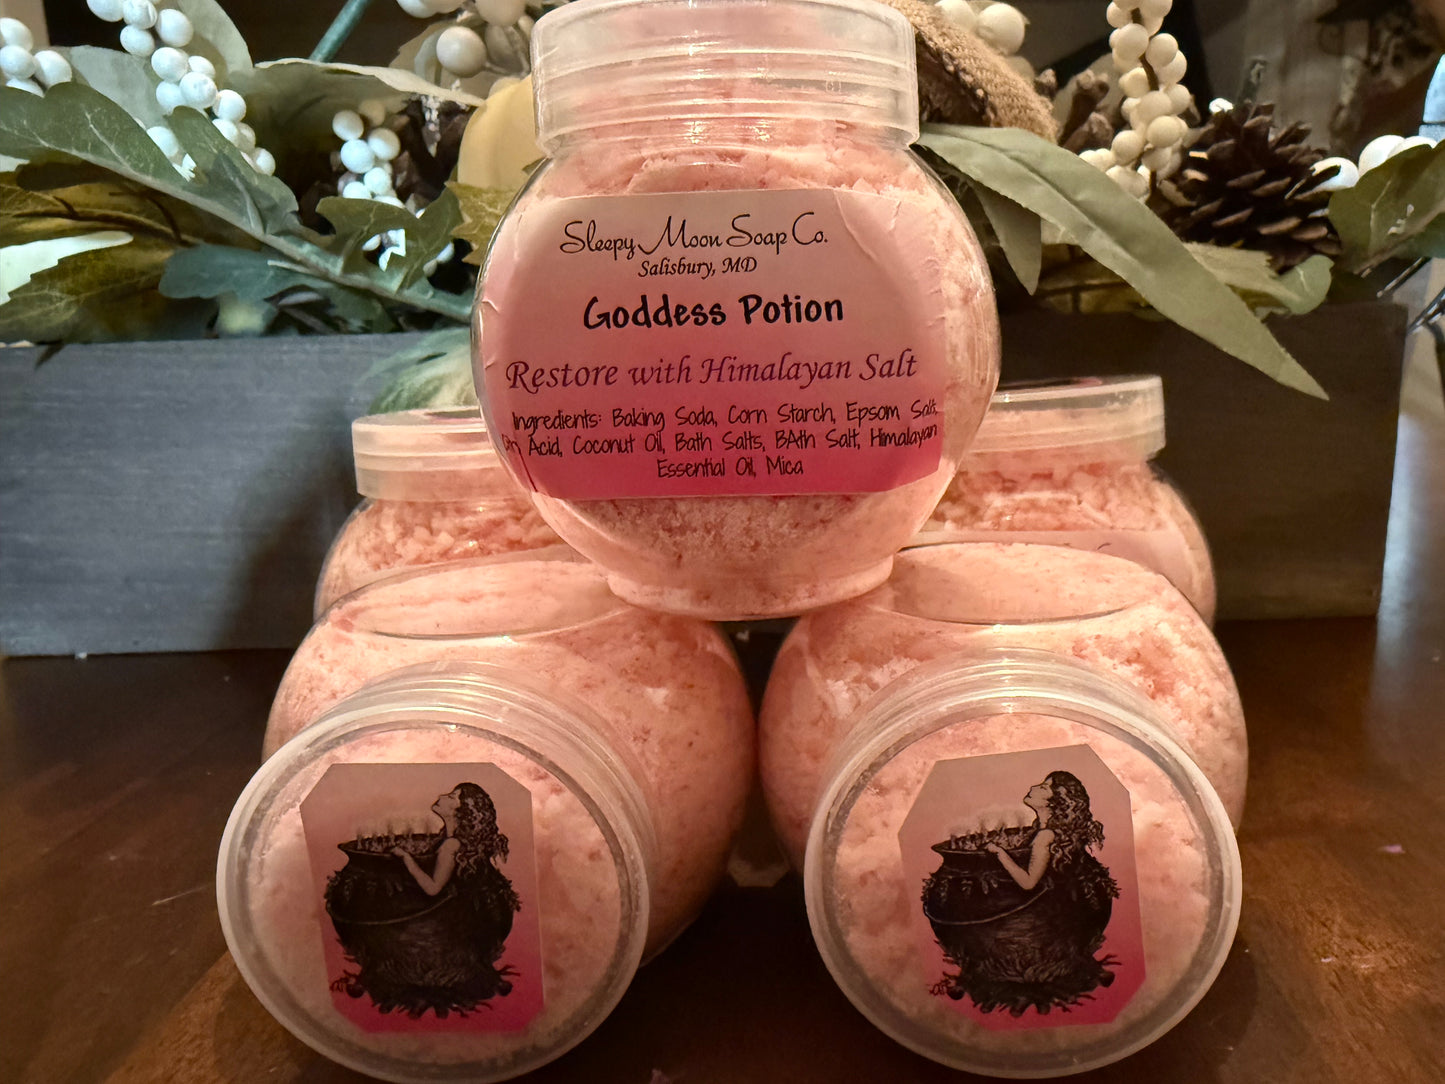 Sleepy Moon Soap Co.
Salisbury, MD
Goddess Potion
Restore with Himalayan Salt
Ingredients: Baking Soda, Corn Starch, Epsom Salt,
Acid, Coconut Oil, Bath Salts, BAth Salt, Himalayan
Essential Oil, Mica